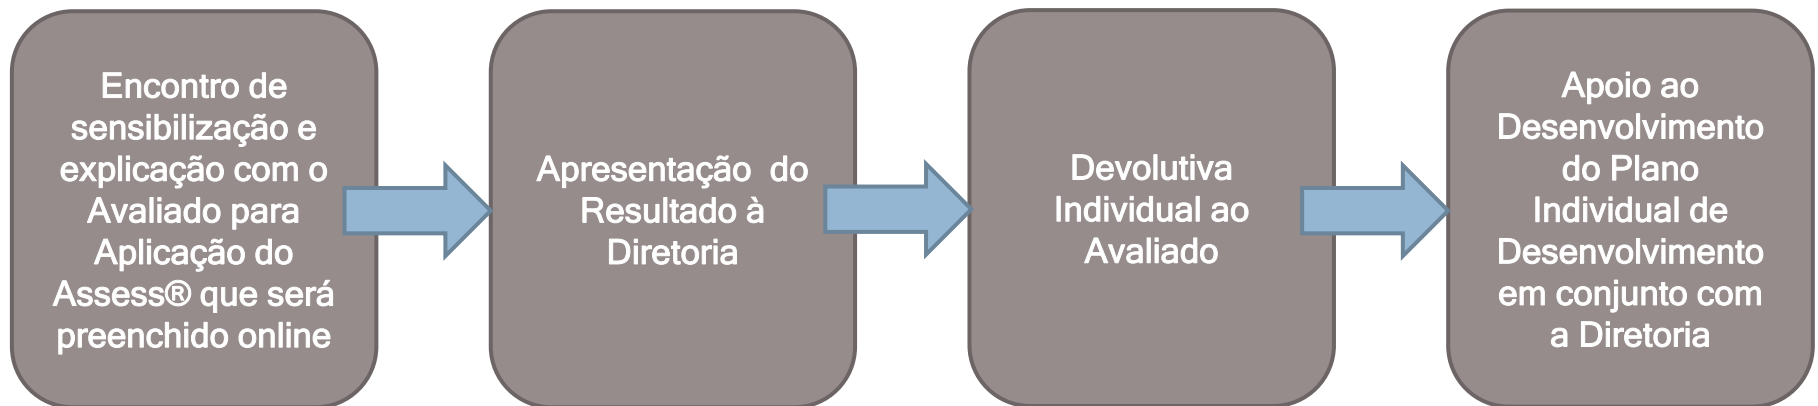 Encontro de
sensibilização e
explicação com o
Avaliado para
Aplicação do
Assess® que será
preenchido online
Apresentação  do
Resultado à
Diretoria
Devolutiva
Individual ao
Avaliado
Apoio ao
Desenvolvimento
do Plano
Individual de
Desenvolvimento
em conjunto com
a Diretoria